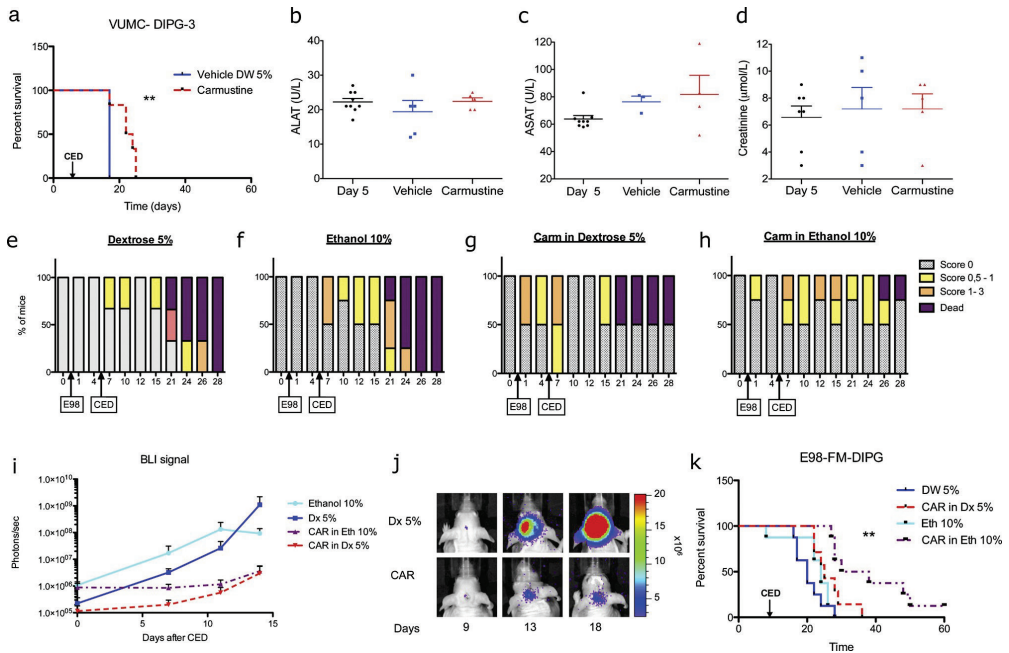 a
VUMC- DIPG-3
Percent survival
150
100
50
0
0
20
40
60
Time (days)
CED
**
Vehicle DW 5%
Carmustine
b
ALAT (U/L)
40
30
20
10
0
Day 5
Vehicle
Carmustine
c
ASAT (U/L)
120
100
80
60
40
20
Day 5
Vehicle
Carmustine
d
Creatinine (μmol/L)
12
10
8
6
4
2
Day 5
Vehicle
Carmustine
e
Dextrose 5%
% of mice
100
50
0
0 1 4 7 10 12 15 21 24 26 28
E98
CED
f
Ethanol 10%
100
50
0
0 1 4 7 10 12 15 21 24 26 28
E98
CED
g
Carm in Dextrose 5%
100
50
0
0 1 4 7 10 12 15 21 24 26 28
E98
CED
h
Carm in Ethanol 10%
100
50
0
0 1 4 7 10 12 15 21 24 26 28
E98
CED
Score 0
Score 0,5 - 1
Score 1- 3
Dead
i
BLI signal
Photons/sec
1.0×10¹⁰
1.0×10⁰⁹
1.0×10⁰⁸
1.0×10⁰⁷
1.0×10⁰⁶
1.0×10⁰⁵
0
5
10
15
Days after CED
Ethanol 10%
Dx 5%
CAR in Eth 10%
CAR in Dx 5%
j
Dx 5%
CAR
Days
9
13
18
20
15
10
5
x10⁶
k
E98-FM-DIPG
Percent survival
150
100
50
0
0
20
40
60
Time
CED
**
DW 5%
CAR in Dx 5%
Eth 10%
CAR in Eth 10%